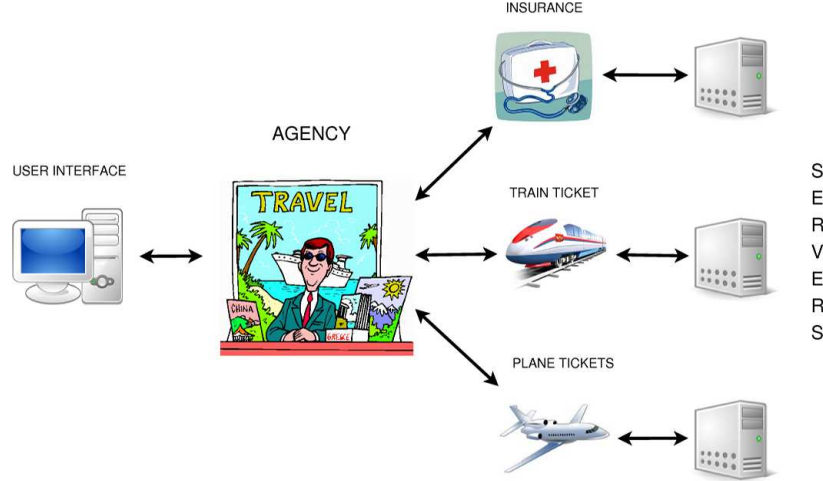 INSURANCE
AGENCY
USER INTERFACE
TRAVEL
TRAIN TICKET
CHINA
GREECE
PLANE TICKETS
S
E
R
V
E
R
S